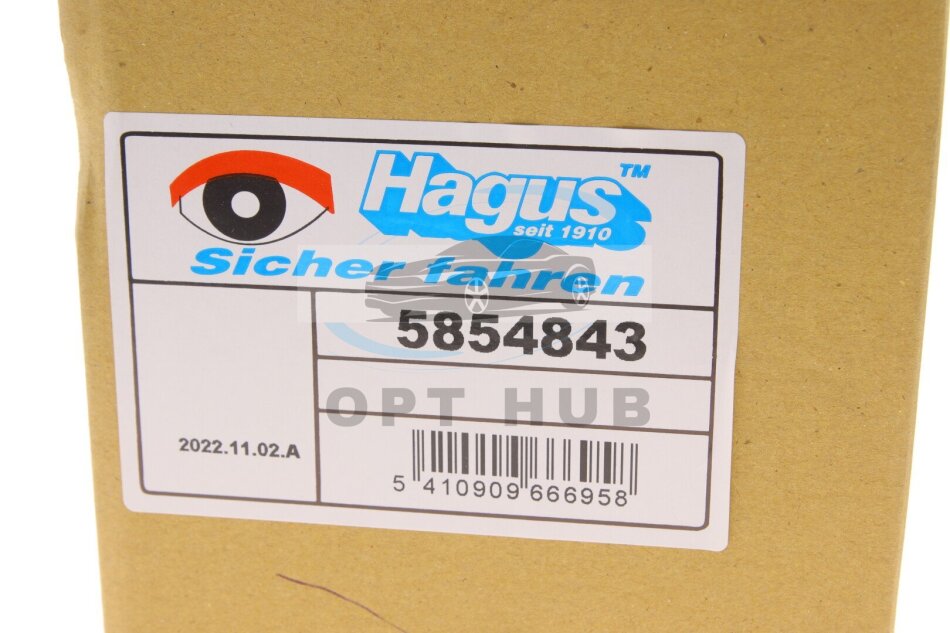 Hagus™
seit 1910
Sicher fahren
5854843
OPT HUB
2022.11.02.A
5 410909 666958